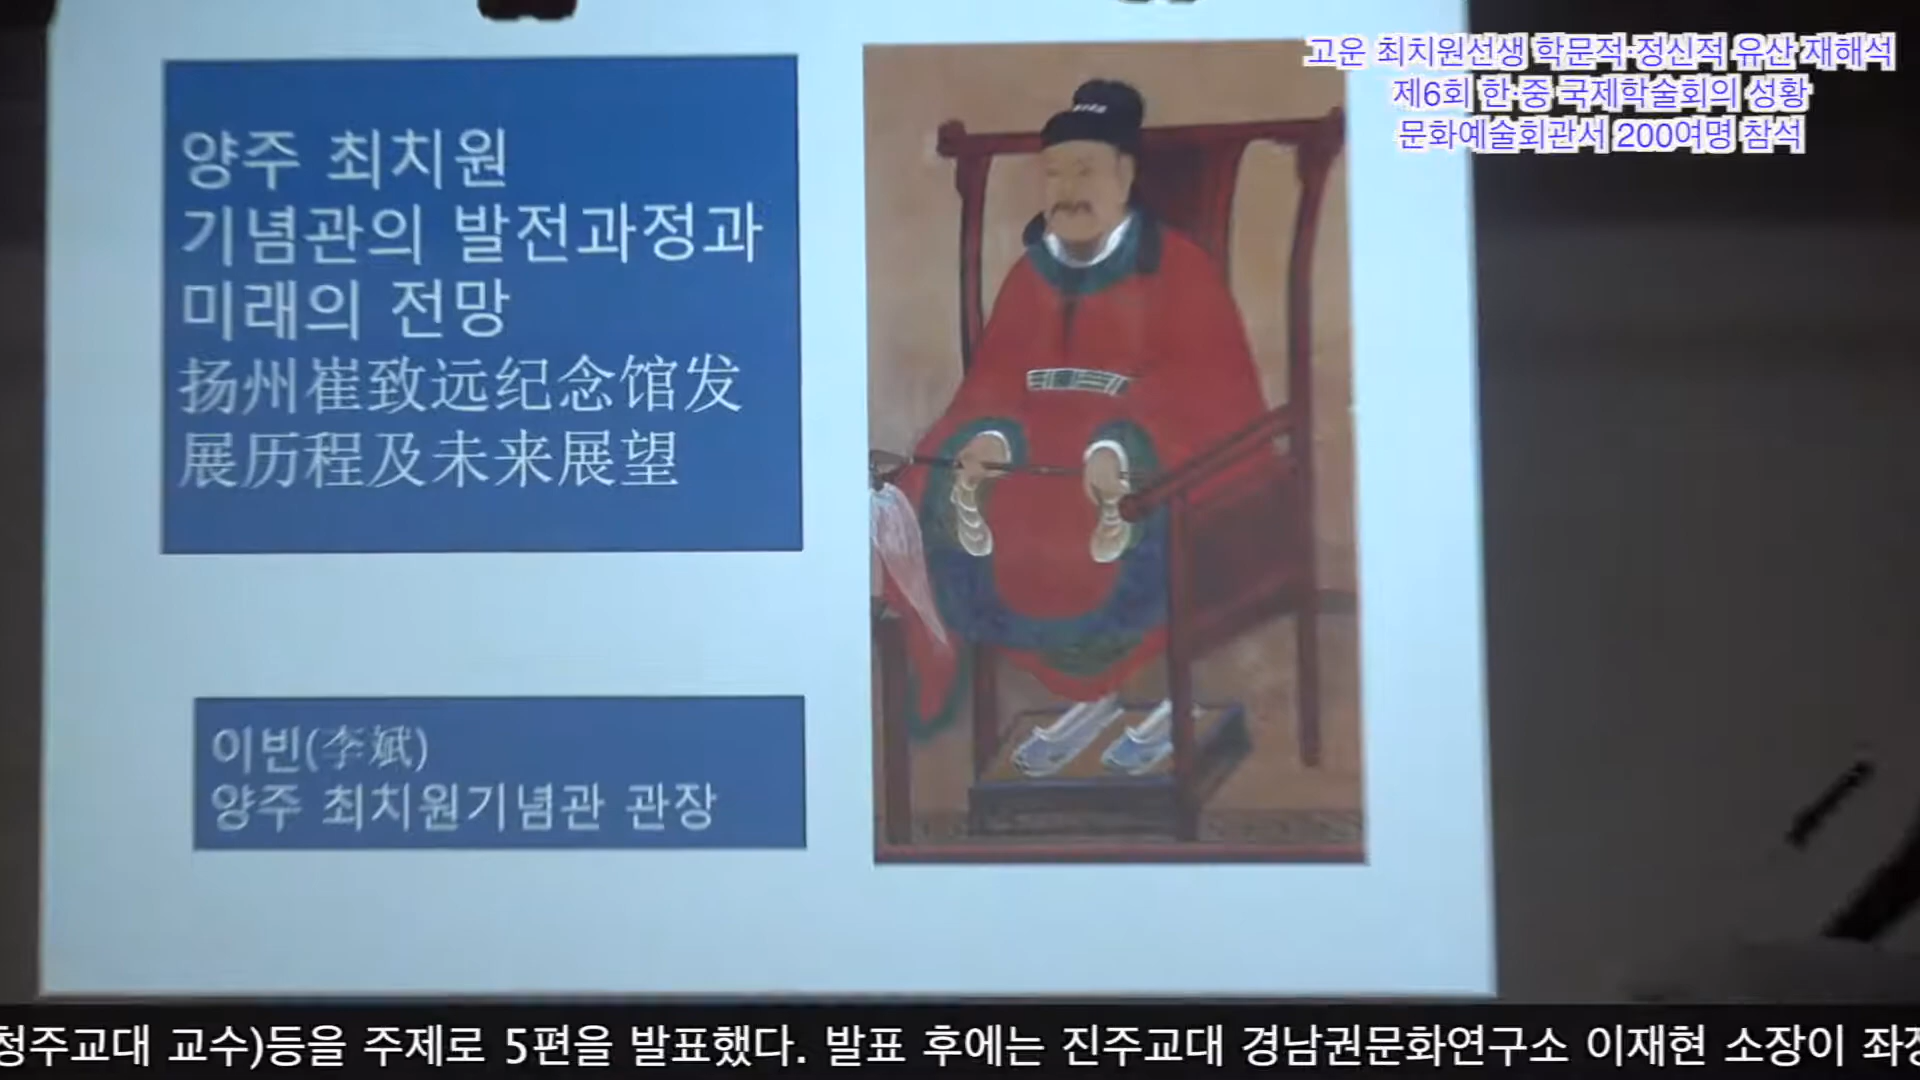 고운 최치원선생 학문적·정신적 유산 재해석
제6회 한·중 국제학술회의 성황
문화예술회관서 200여명 참석
양주 최치원
기념관의 발전과정과
미래의 전망
扬州崔致远纪念馆发
展历程及未来展望
이빈(李斌)
양주 최치원기념관 관장
청주교대 교수)등을 주제로 5편을 발표했다. 발표 후에는 진주교대 경남권문화연구소 이재현 소장이 좌장